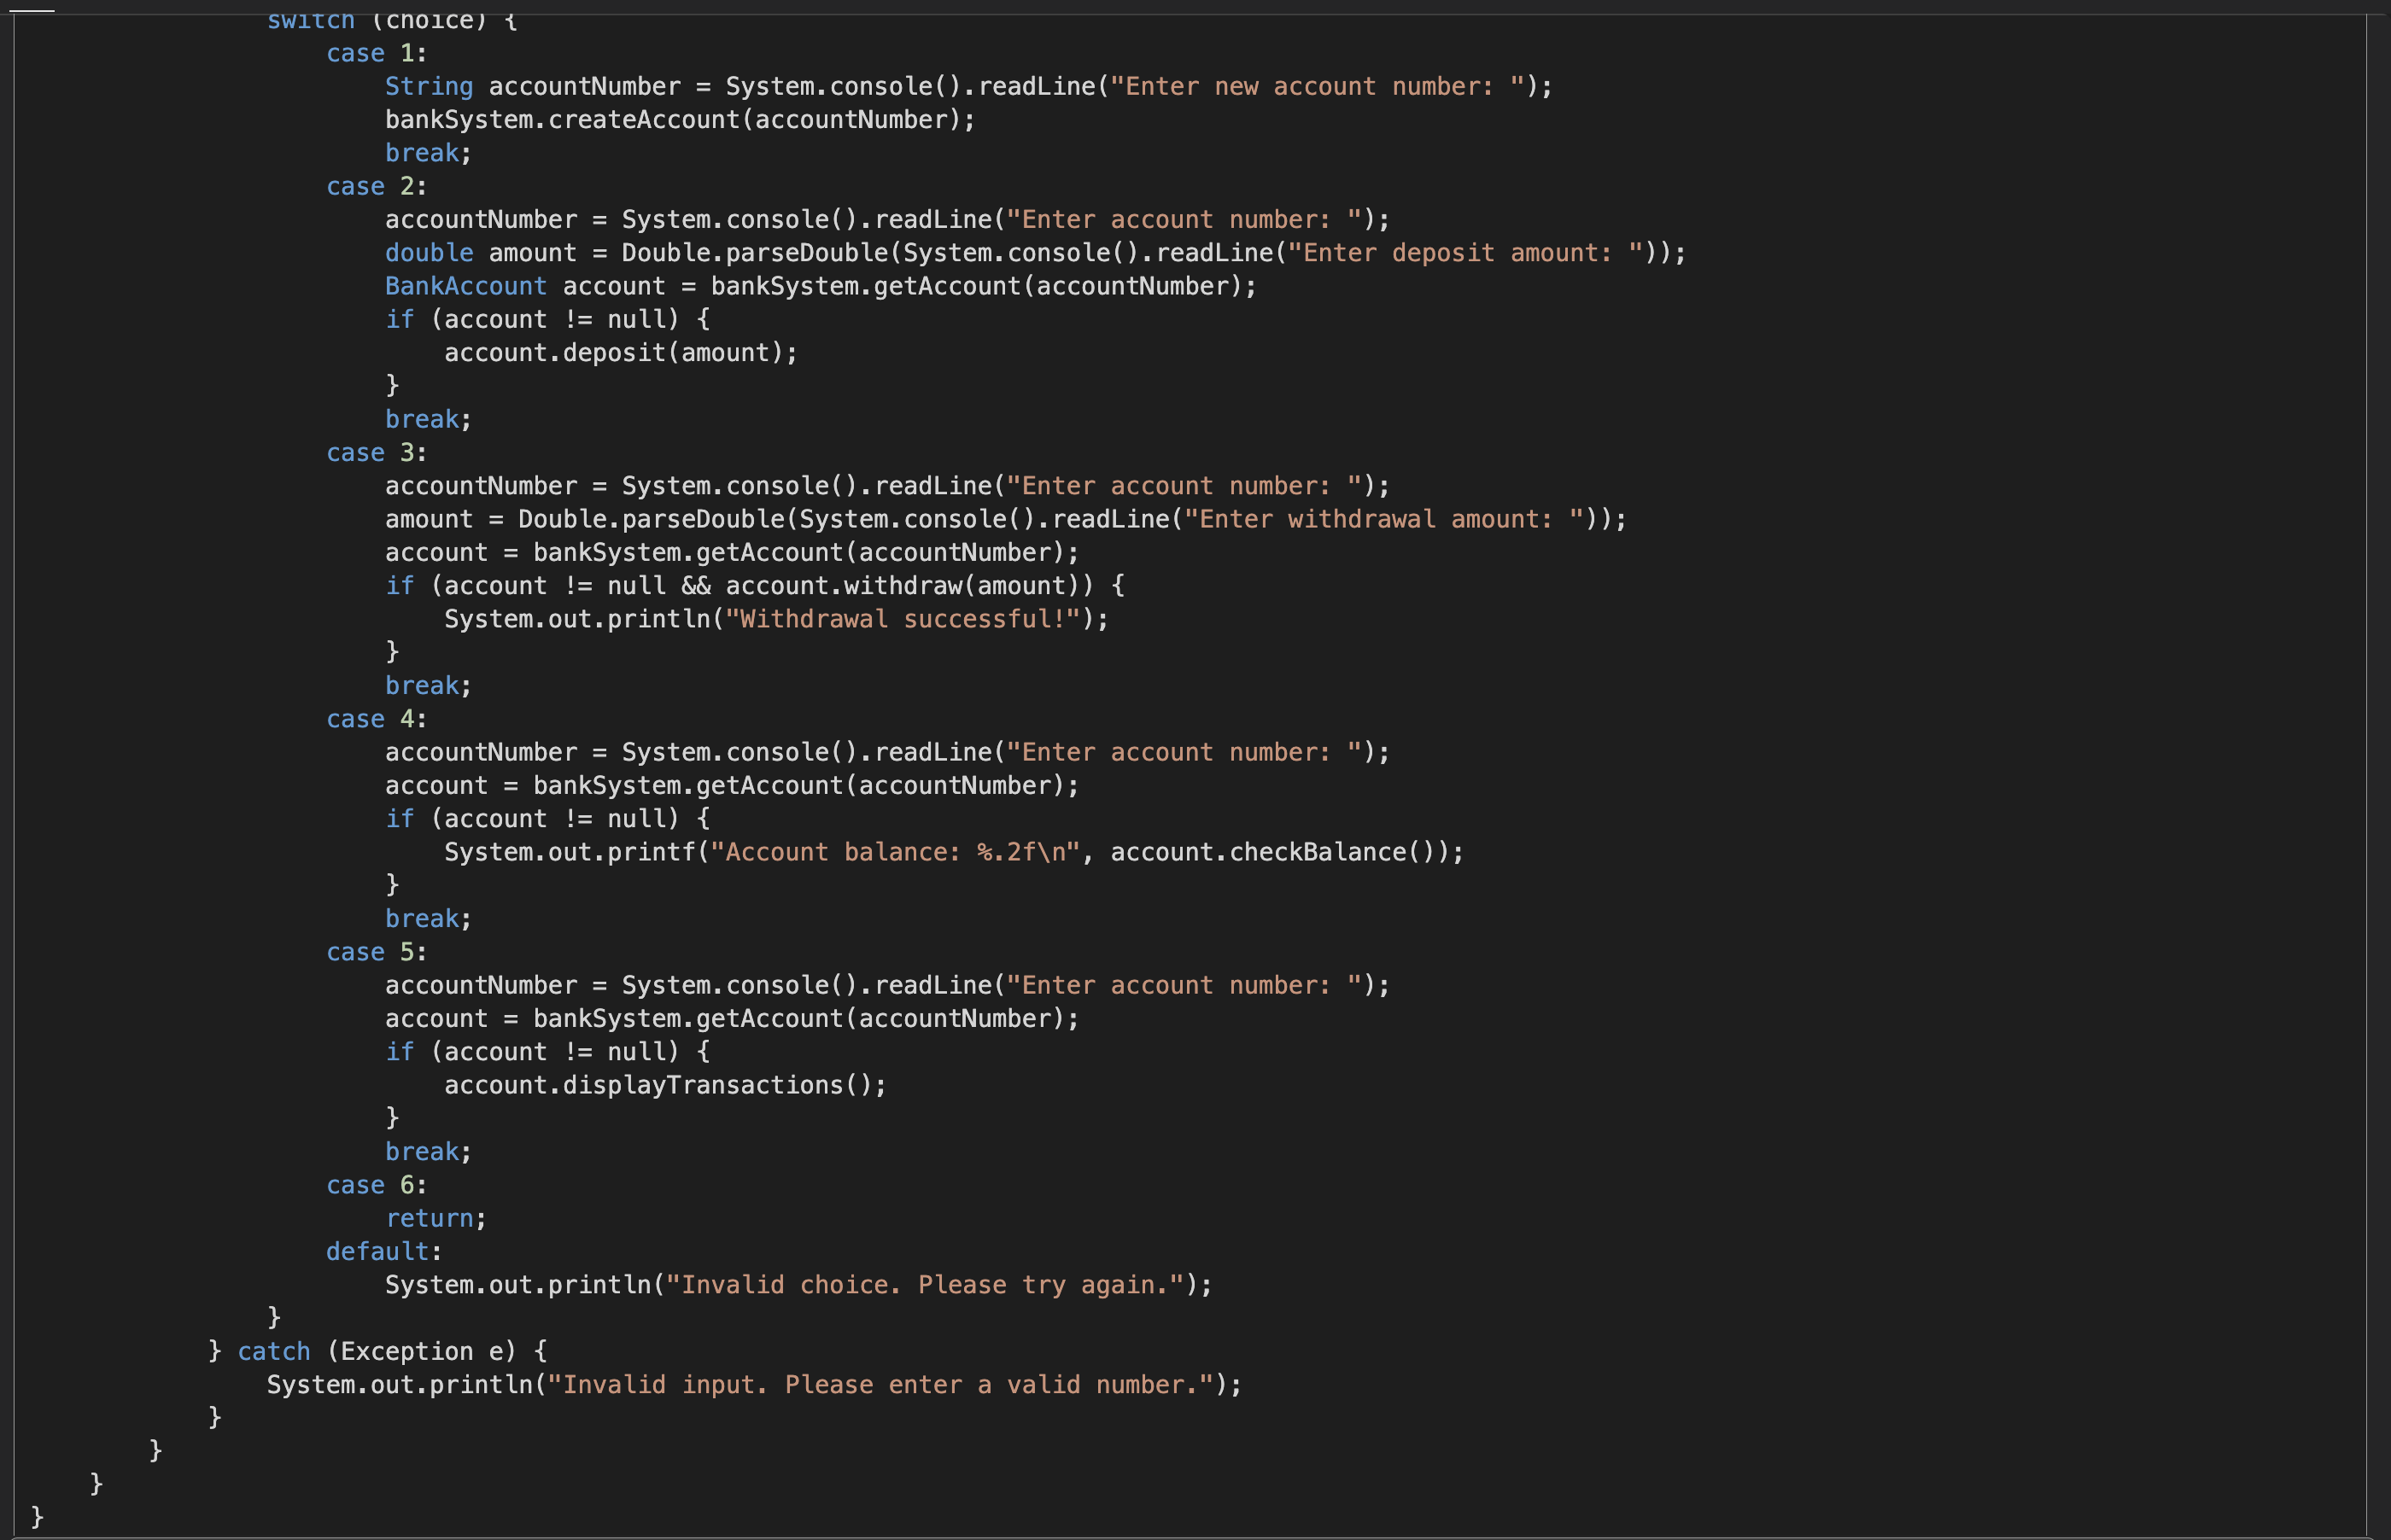 switch (choice) {
case 1:
String accountNumber = System.console().readLine("Enter new account number: ");
bankSystem.createAccount(accountNumber);
break;
case 2:
accountNumber = System.console().readLine("Enter account number: ");
double amount = Double.parseDouble(System.console().readLine("Enter deposit amount: "));
BankAccount account = bankSystem.getAccount(accountNumber);
if (account != null) {
account.deposit(amount);
}
break;
case 3:
accountNumber = System.console().readLine("Enter account number: ");
amount = Double.parseDouble(System.console().readLine("Enter withdrawal amount: "));
account = bankSystem.getAccount(accountNumber);
if (account != null && account.withdraw(amount)) {
System.out.println("Withdrawal successful!");
}
break;
case 4:
accountNumber = System.console().readLine("Enter account number: ");
account = bankSystem.getAccount(accountNumber);
if (account != null) {
System.out.printf("Account balance: %.2f\n", account.checkBalance());
}
break;
case 5:
accountNumber = System.console().readLine("Enter account number: ");
account = bankSystem.getAccount(accountNumber);
if (account != null) {
account.displayTransactions();
}
break;
case 6:
return;
default:
System.out.println("Invalid choice. Please try again.");
}
} catch (Exception e) {
System.out.println("Invalid input. Please enter a valid number.");
}
}
}
}